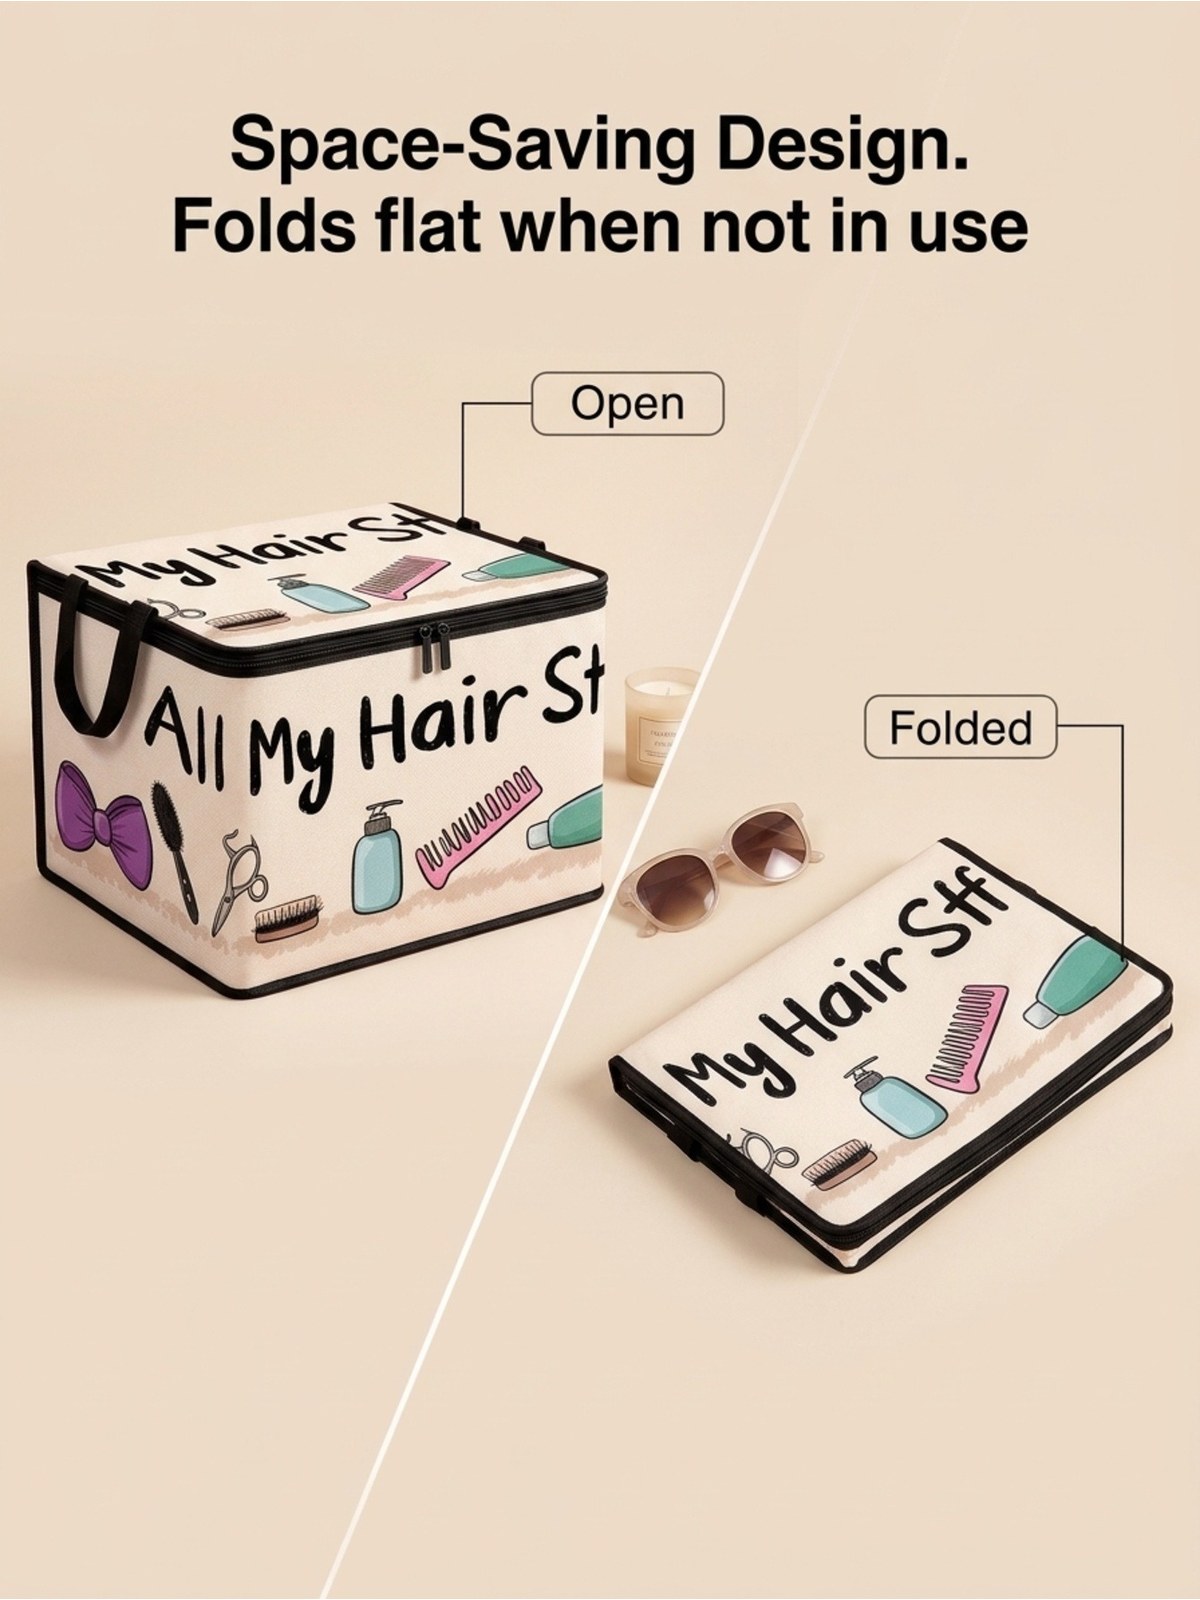 Space-Saving Design.
Folds flat when not in use
Open
My Hair St
All My Hair St
Folded
My Hair Stf